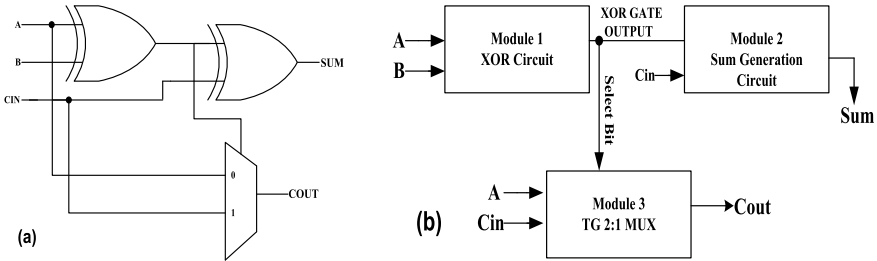 A
B
CIN
SUM
0
1
COUT
(a)
A
B
Module 1
XOR Circuit
XOR GATE
OUTPUT
Module 2
Sum Generation
Circuit
Cin
Sum
Select Bit
A
Cin
Module 3
TG 2:1 MUX
Cout
(b)